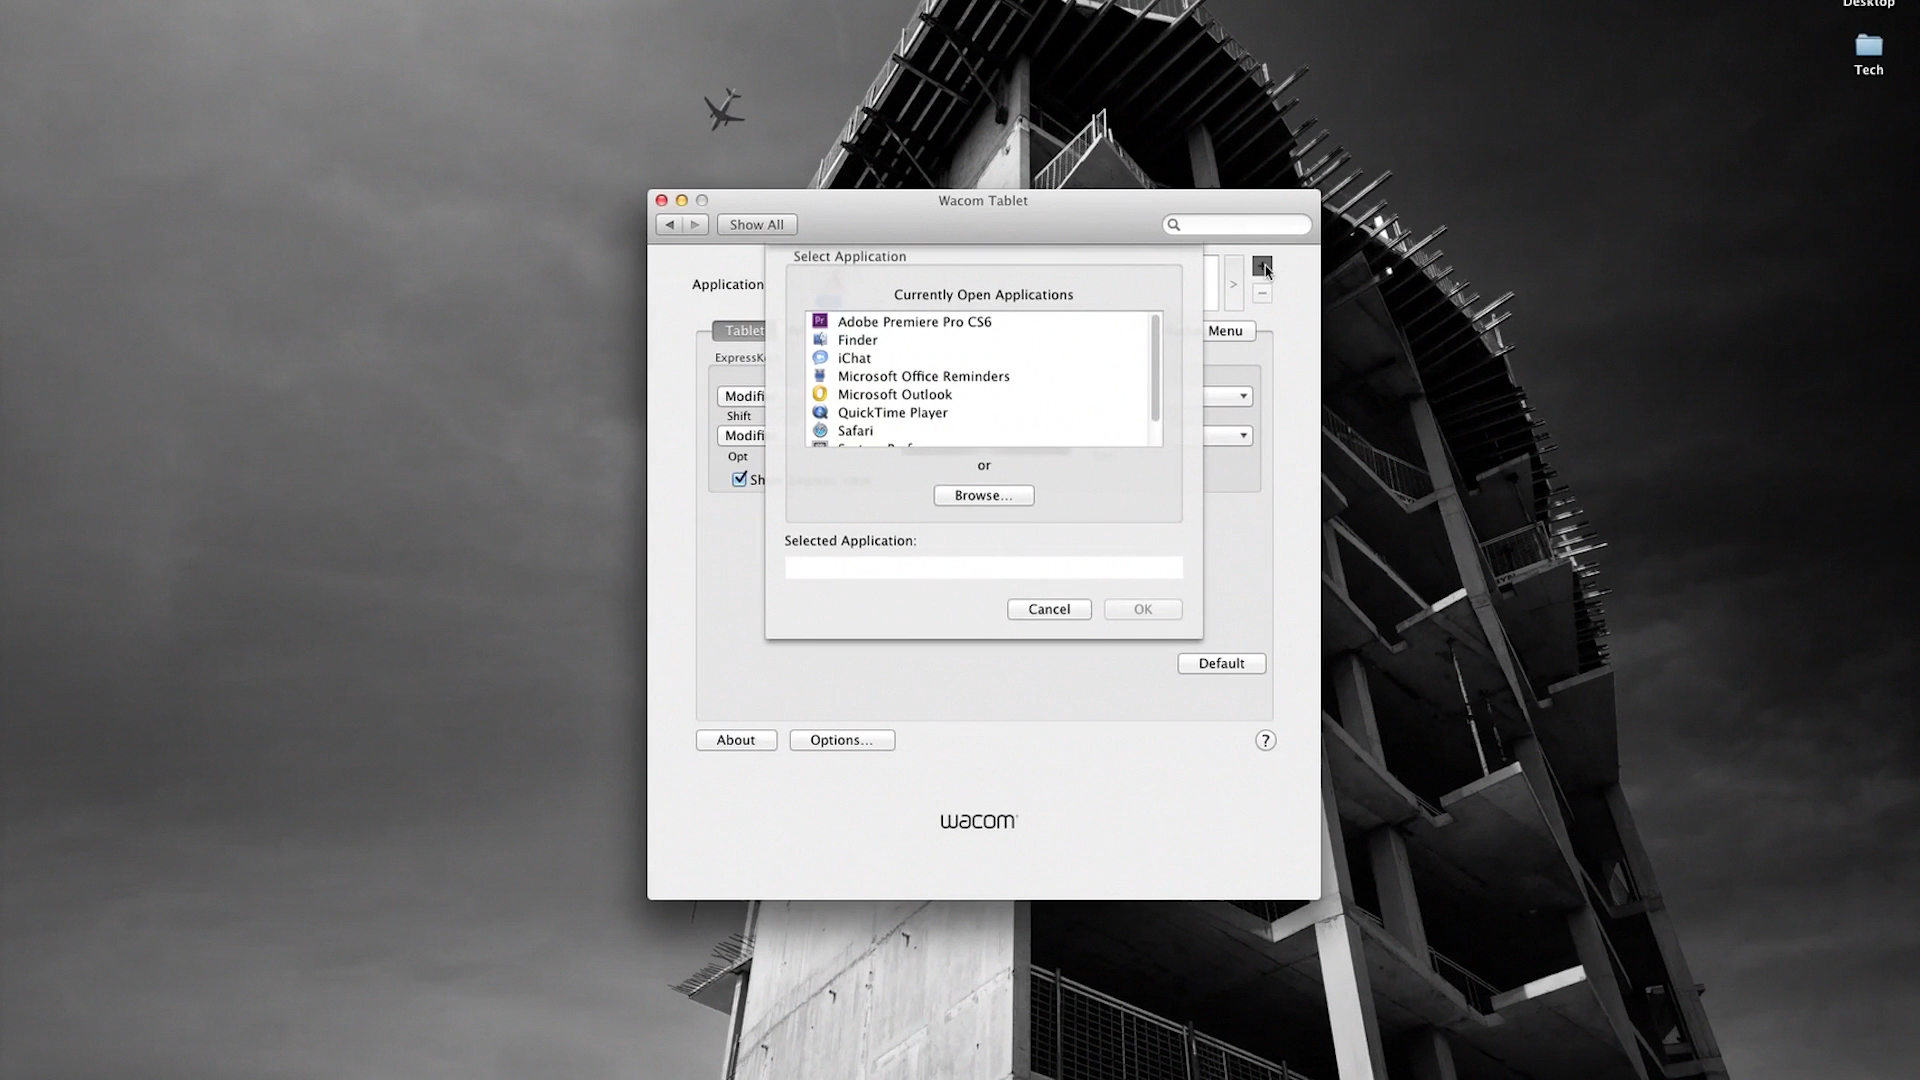 Desktop
Tech
Wacom Tablet
Show All
Select Application
Application
Currently Open Applications
Adobe Premiere Pro CS6
Finder
iChat
Microsoft Office Reminders
Microsoft Outlook
QuickTime Player
Safari
Tablet
Menu
ExpressK
Modifi
Shift
Modifi
Opt
Sh
or
Browse...
Selected Application:
Cancel
OK
Default
About
Options...
?
wacom